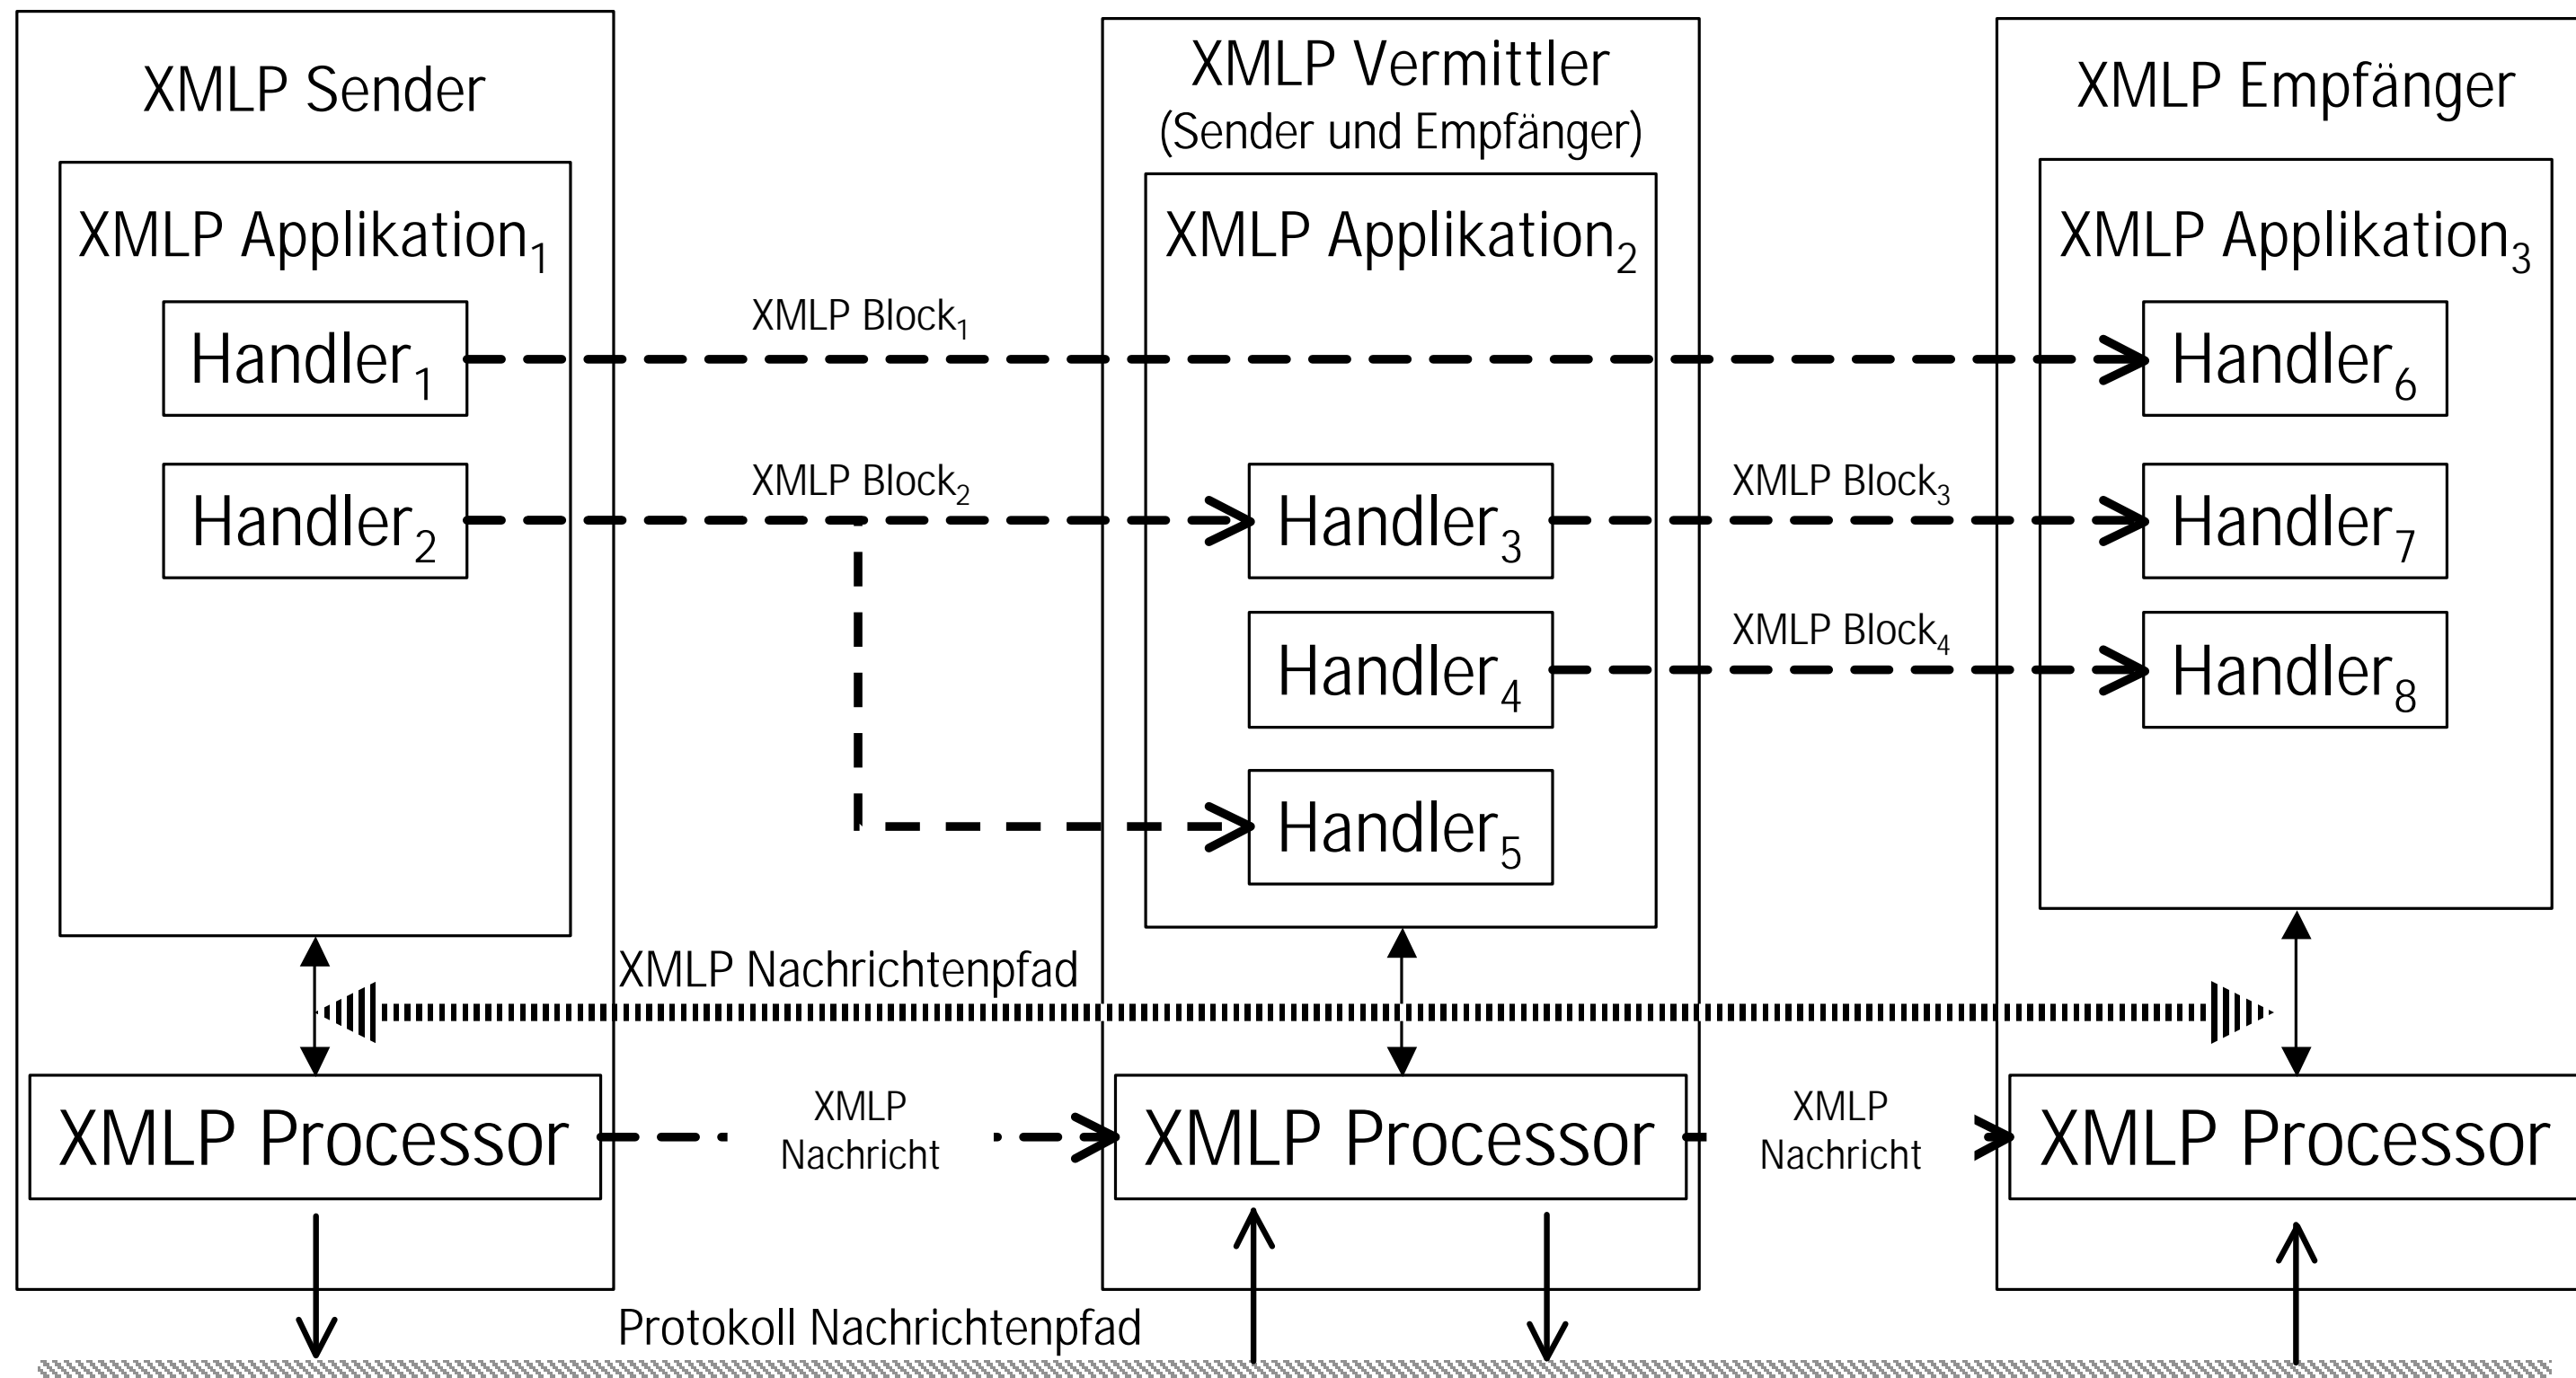 XMLP Sender
XMLP Applikation₁
Handler₁
Handler₂
XMLP Block₁
XMLP Block₂
XMLP Vermittler
(Sender und Empfänger)
XMLP Applikation₂
Handler₃
Handler₄
Handler₅
XMLP Block₃
XMLP Block₄
XMLP Empfänger
XMLP Applikation₃
Handler₆
Handler₇
Handler₈
XMLP Nachrichtenpfad
XMLP Processor
XMLP
Nachricht
XMLP Processor
XMLP
Nachricht
XMLP Processor
Protokoll Nachrichtenpfad